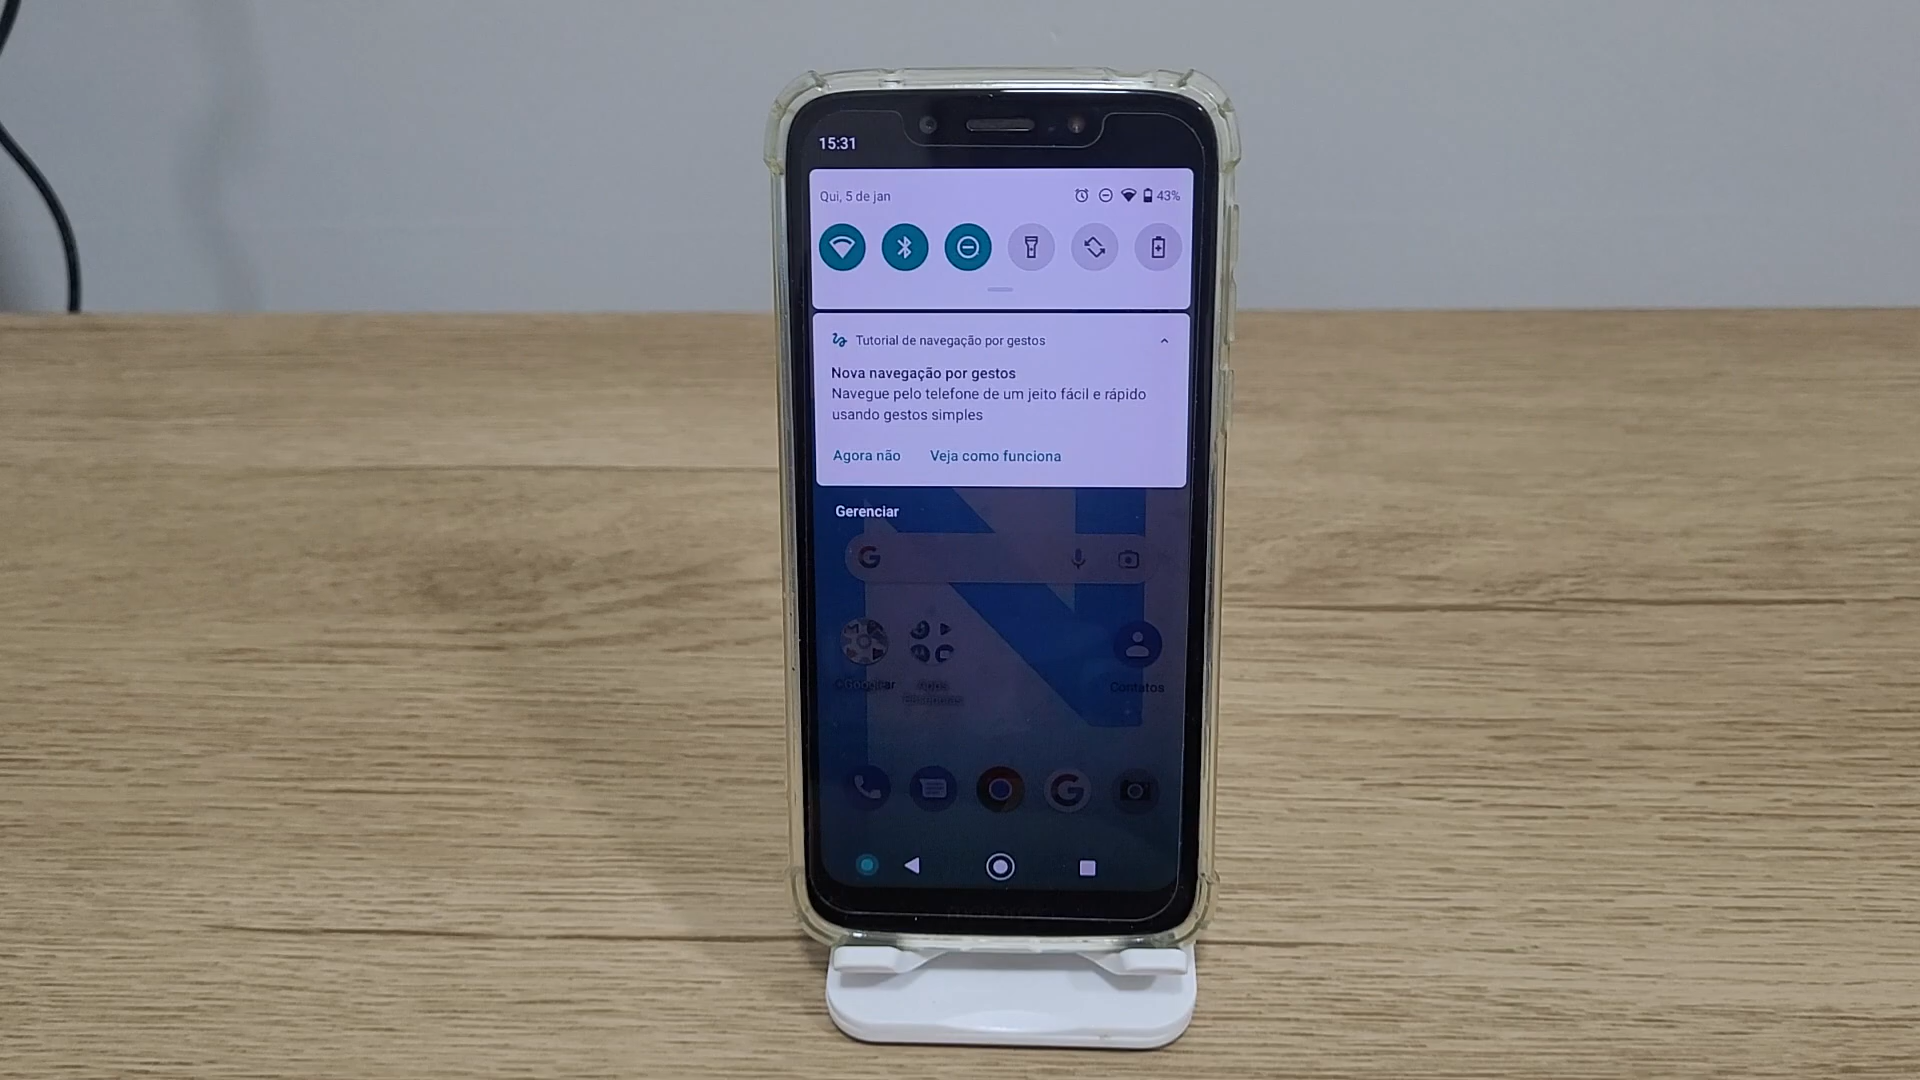 15:31
Qui, 5 de jan
43%
Tutorial de navegação por gestos
Nova navegação por gestos
Navegue pelo telefone de um jeito fácil e rápido
usando gestos simples
Agora não Veja como funciona
Gerenciar
G
Contatos
G